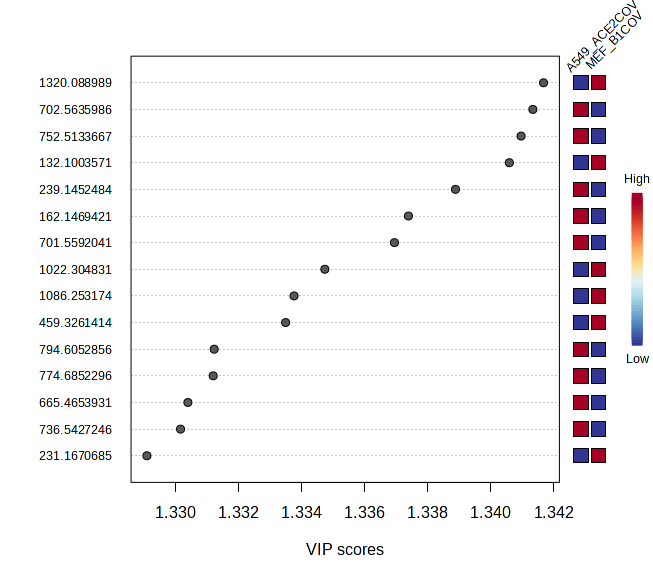 A549_ACE2COV
MEF_B1COV
1320.088989
702.5635986
752.5133667
132.1003571
239.1452484
162.1469421
701.5592041
1022.304831
1086.253174
459.3261414
794.6052856
774.6852296
665.4653931
736.5427246
231.1670685
High
Low
1.330 1.332 1.334 1.336 1.338 1.340 1.342
VIP scores